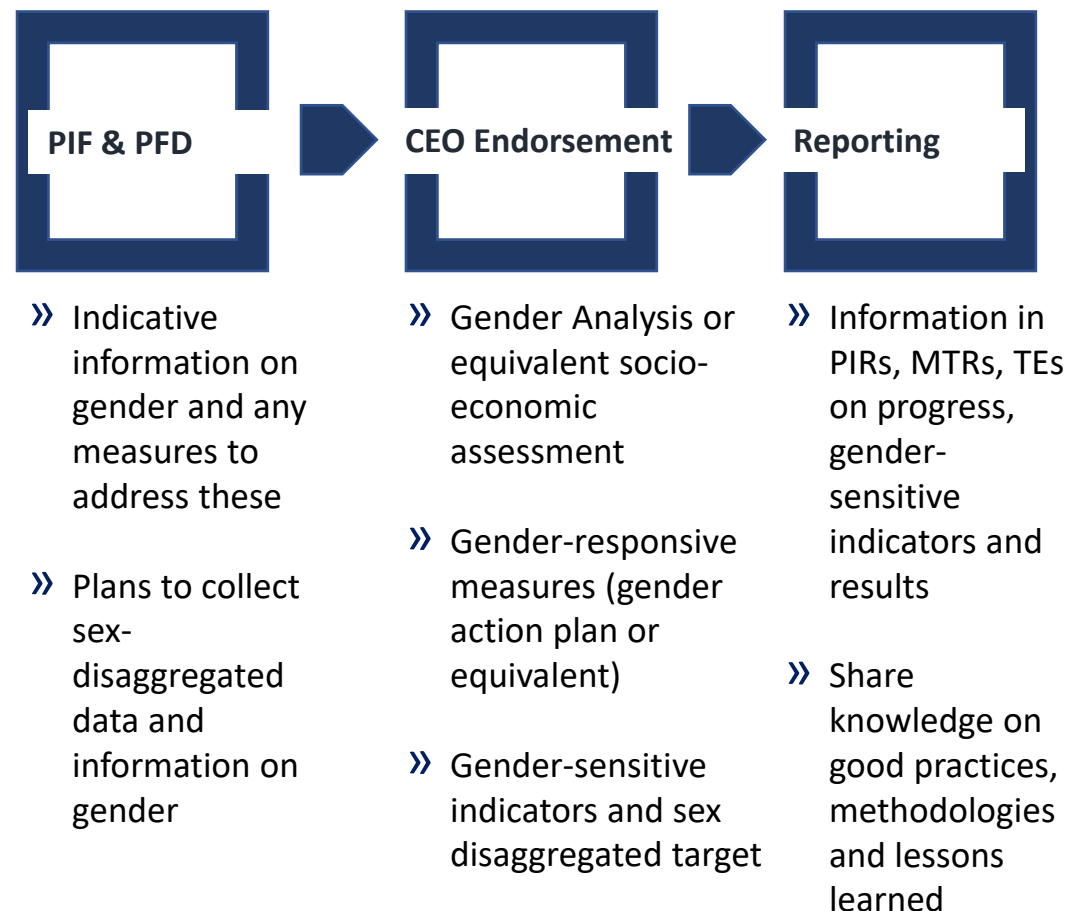 PIF & PFD
CEO Endorsement
Reporting
» Indicative
information on
gender and any
measures to
address these
» Plans to collect
sex-
disaggregated
data and
information on
gender
» Gender Analysis or
equivalent socio-
economic
assessment
» Gender-responsive
measures (gender
action plan or
equivalent)
» Gender-sensitive
indicators and sex
disaggregated target
» Information in
PIRs, MTRs, TEs
on progress,
gender-
sensitive
indicators and
results
» Share
knowledge on
good practices,
methodologies
and lessons
learned